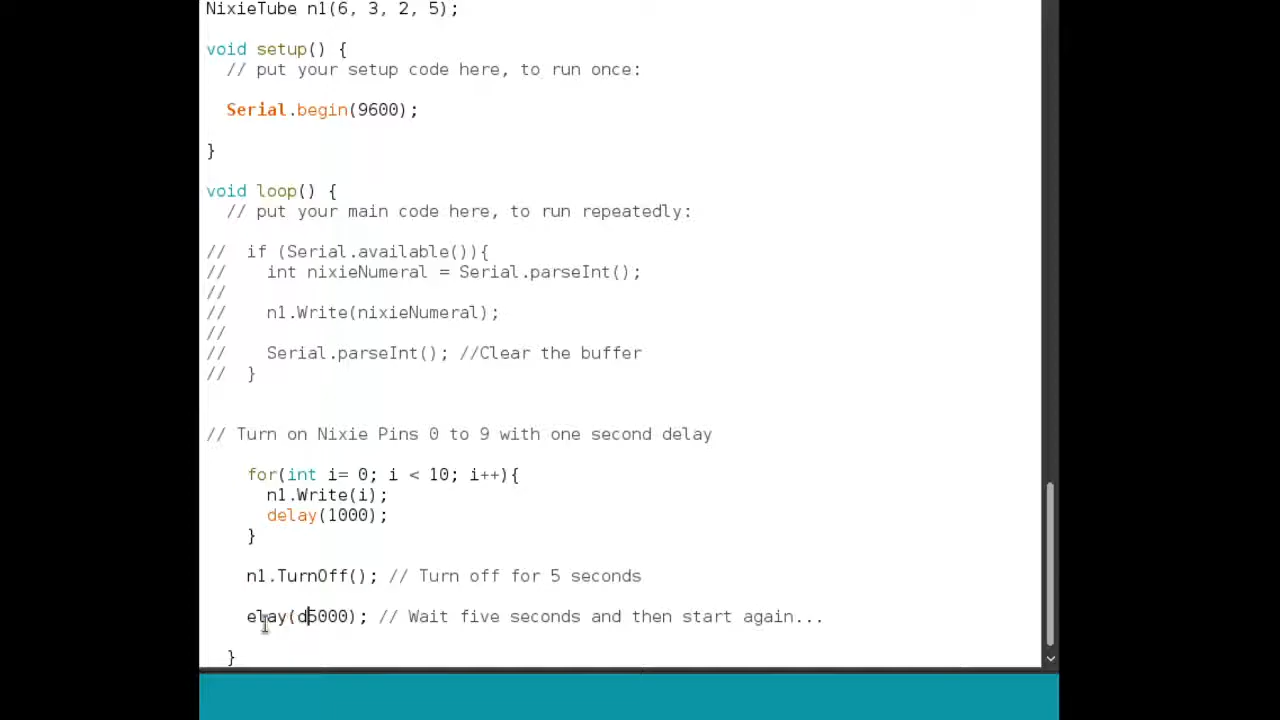 NixieTube n1(6, 3, 2, 5);
void setup() {
// put your setup code here, to run once:
Serial.begin(9600);
}
void loop() {
// put your main code here, to run repeatedly:
//  if (Serial.available()){
//    int nixieNumeral = Serial.parseInt();
//
//    n1.Write(nixieNumeral);
//
//    Serial.parseInt(); //Clear the buffer
//  }
// Turn on Nixie Pins 0 to 9 with one second delay
for(int i= 0; i < 10; i++){
n1.Write(i);
delay(1000);
}
n1.TurnOff(); // Turn off for 5 seconds
elay(d5000); // Wait five seconds and then start again...
}